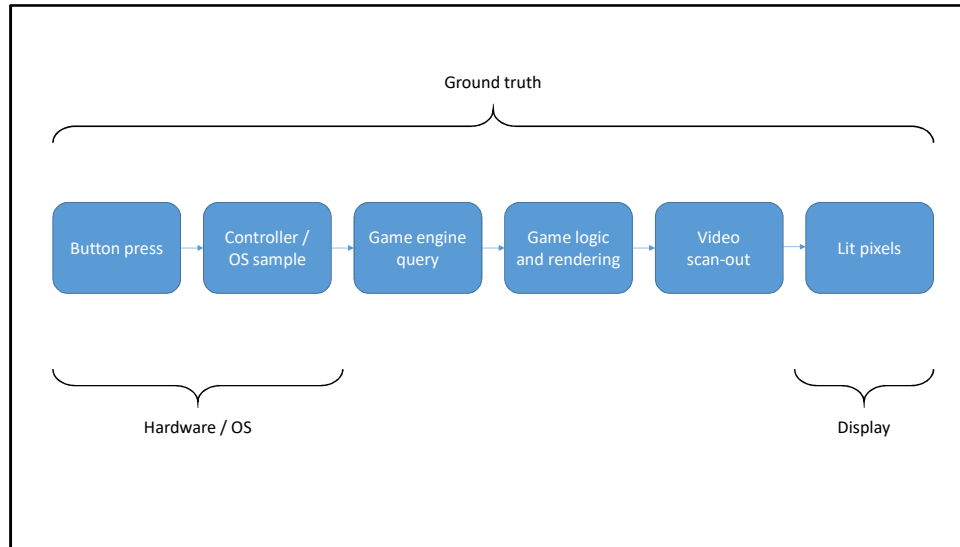 Ground truth
Button press
Controller /
OS sample
Game engine
query
Game logic
and rendering
Video
scan-out
Lit pixels
Hardware / OS
Display